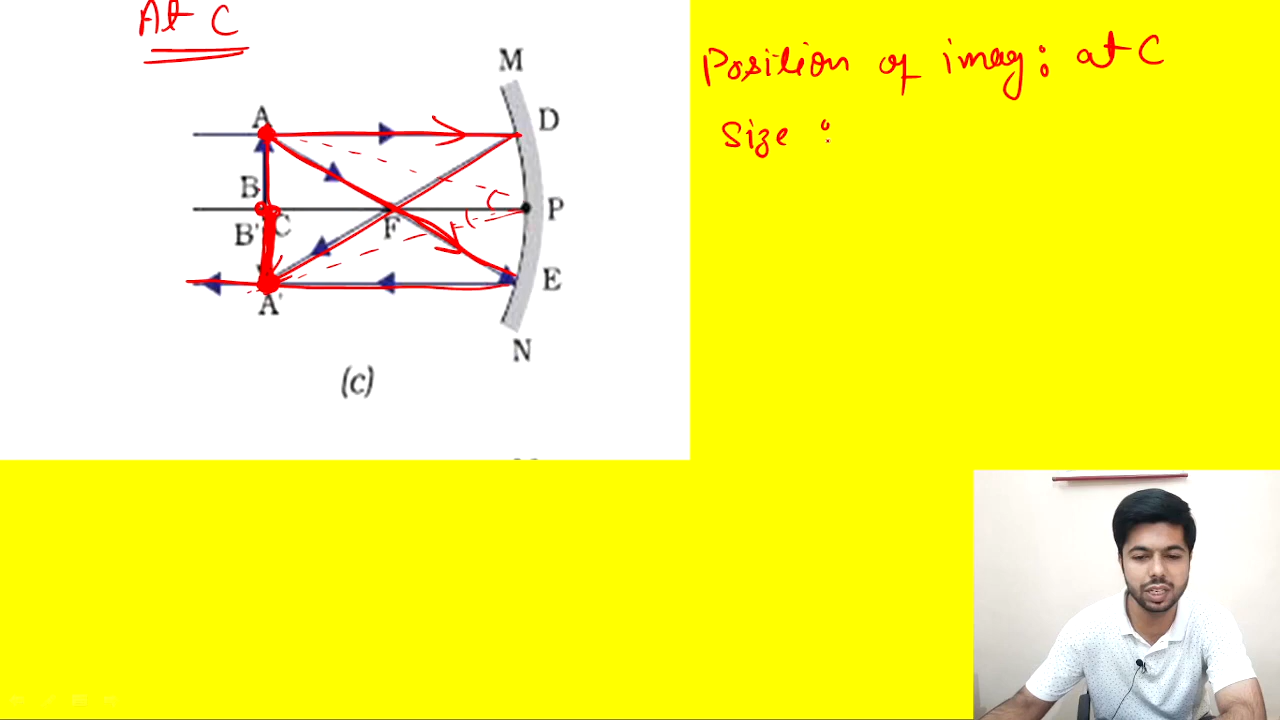 At C
M
A
D
B
P
B' C
F
E
A'
N
(c)
Position of imag: at C
Size :